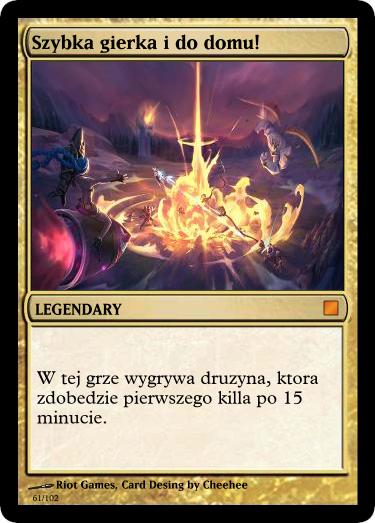 Szybka gierka i do domu!
LEGENDARY
W tej grze wygrywa druzyna, ktora
zdobedzie pierwszego killa po 15
minucie.
Riot Games, Card Desing by Cheehee
61/102